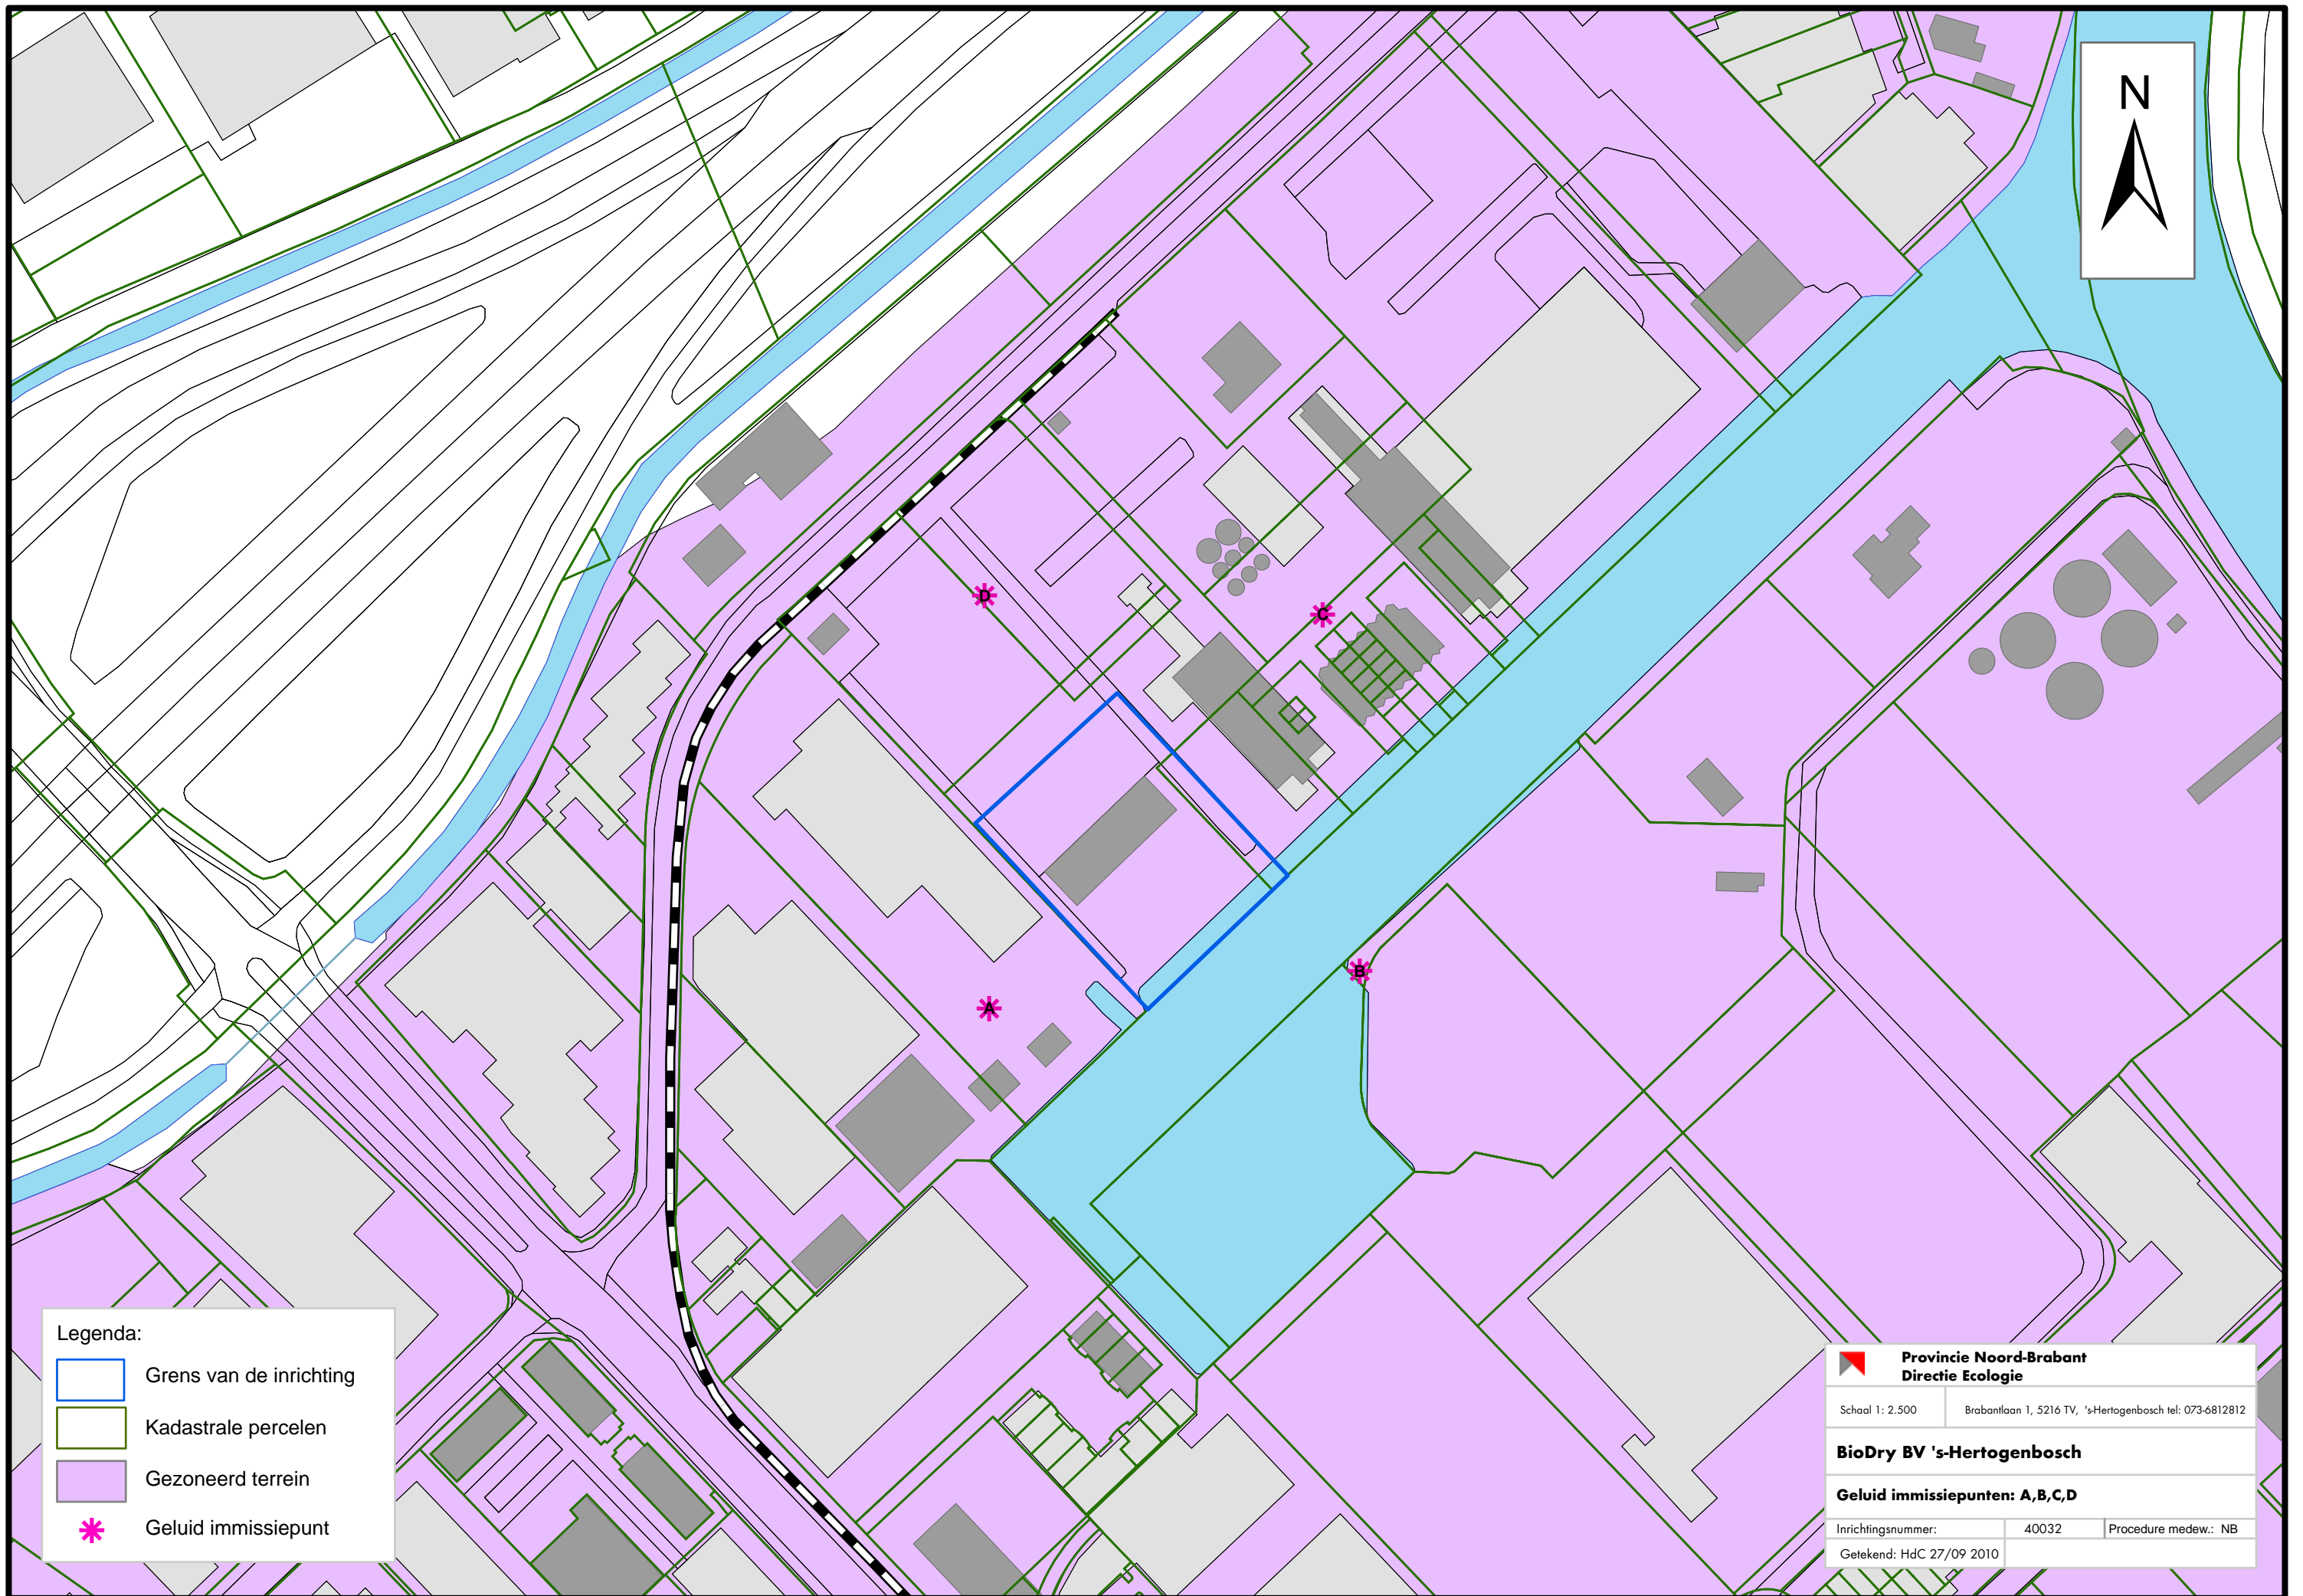 N
D
C
B
A
Legenda:
Grens van de inrichting
Kadastrale percelen
Gezoneerd terrein
Geluid immissiepunt
Provincie Noord-Brabant
Directie Ecologie
Schaal 1: 2.500 Brabantlaan 1, 5216 TV, 's-Hertogenbosch tel: 073-6812812
BioDry BV 's-Hertogenbosch
Geluid immissiepunten: A,B,C,D
Inrichtingsnummer: 40032 Procedure medew.: NB
Getekend: HdC 27/09 2010